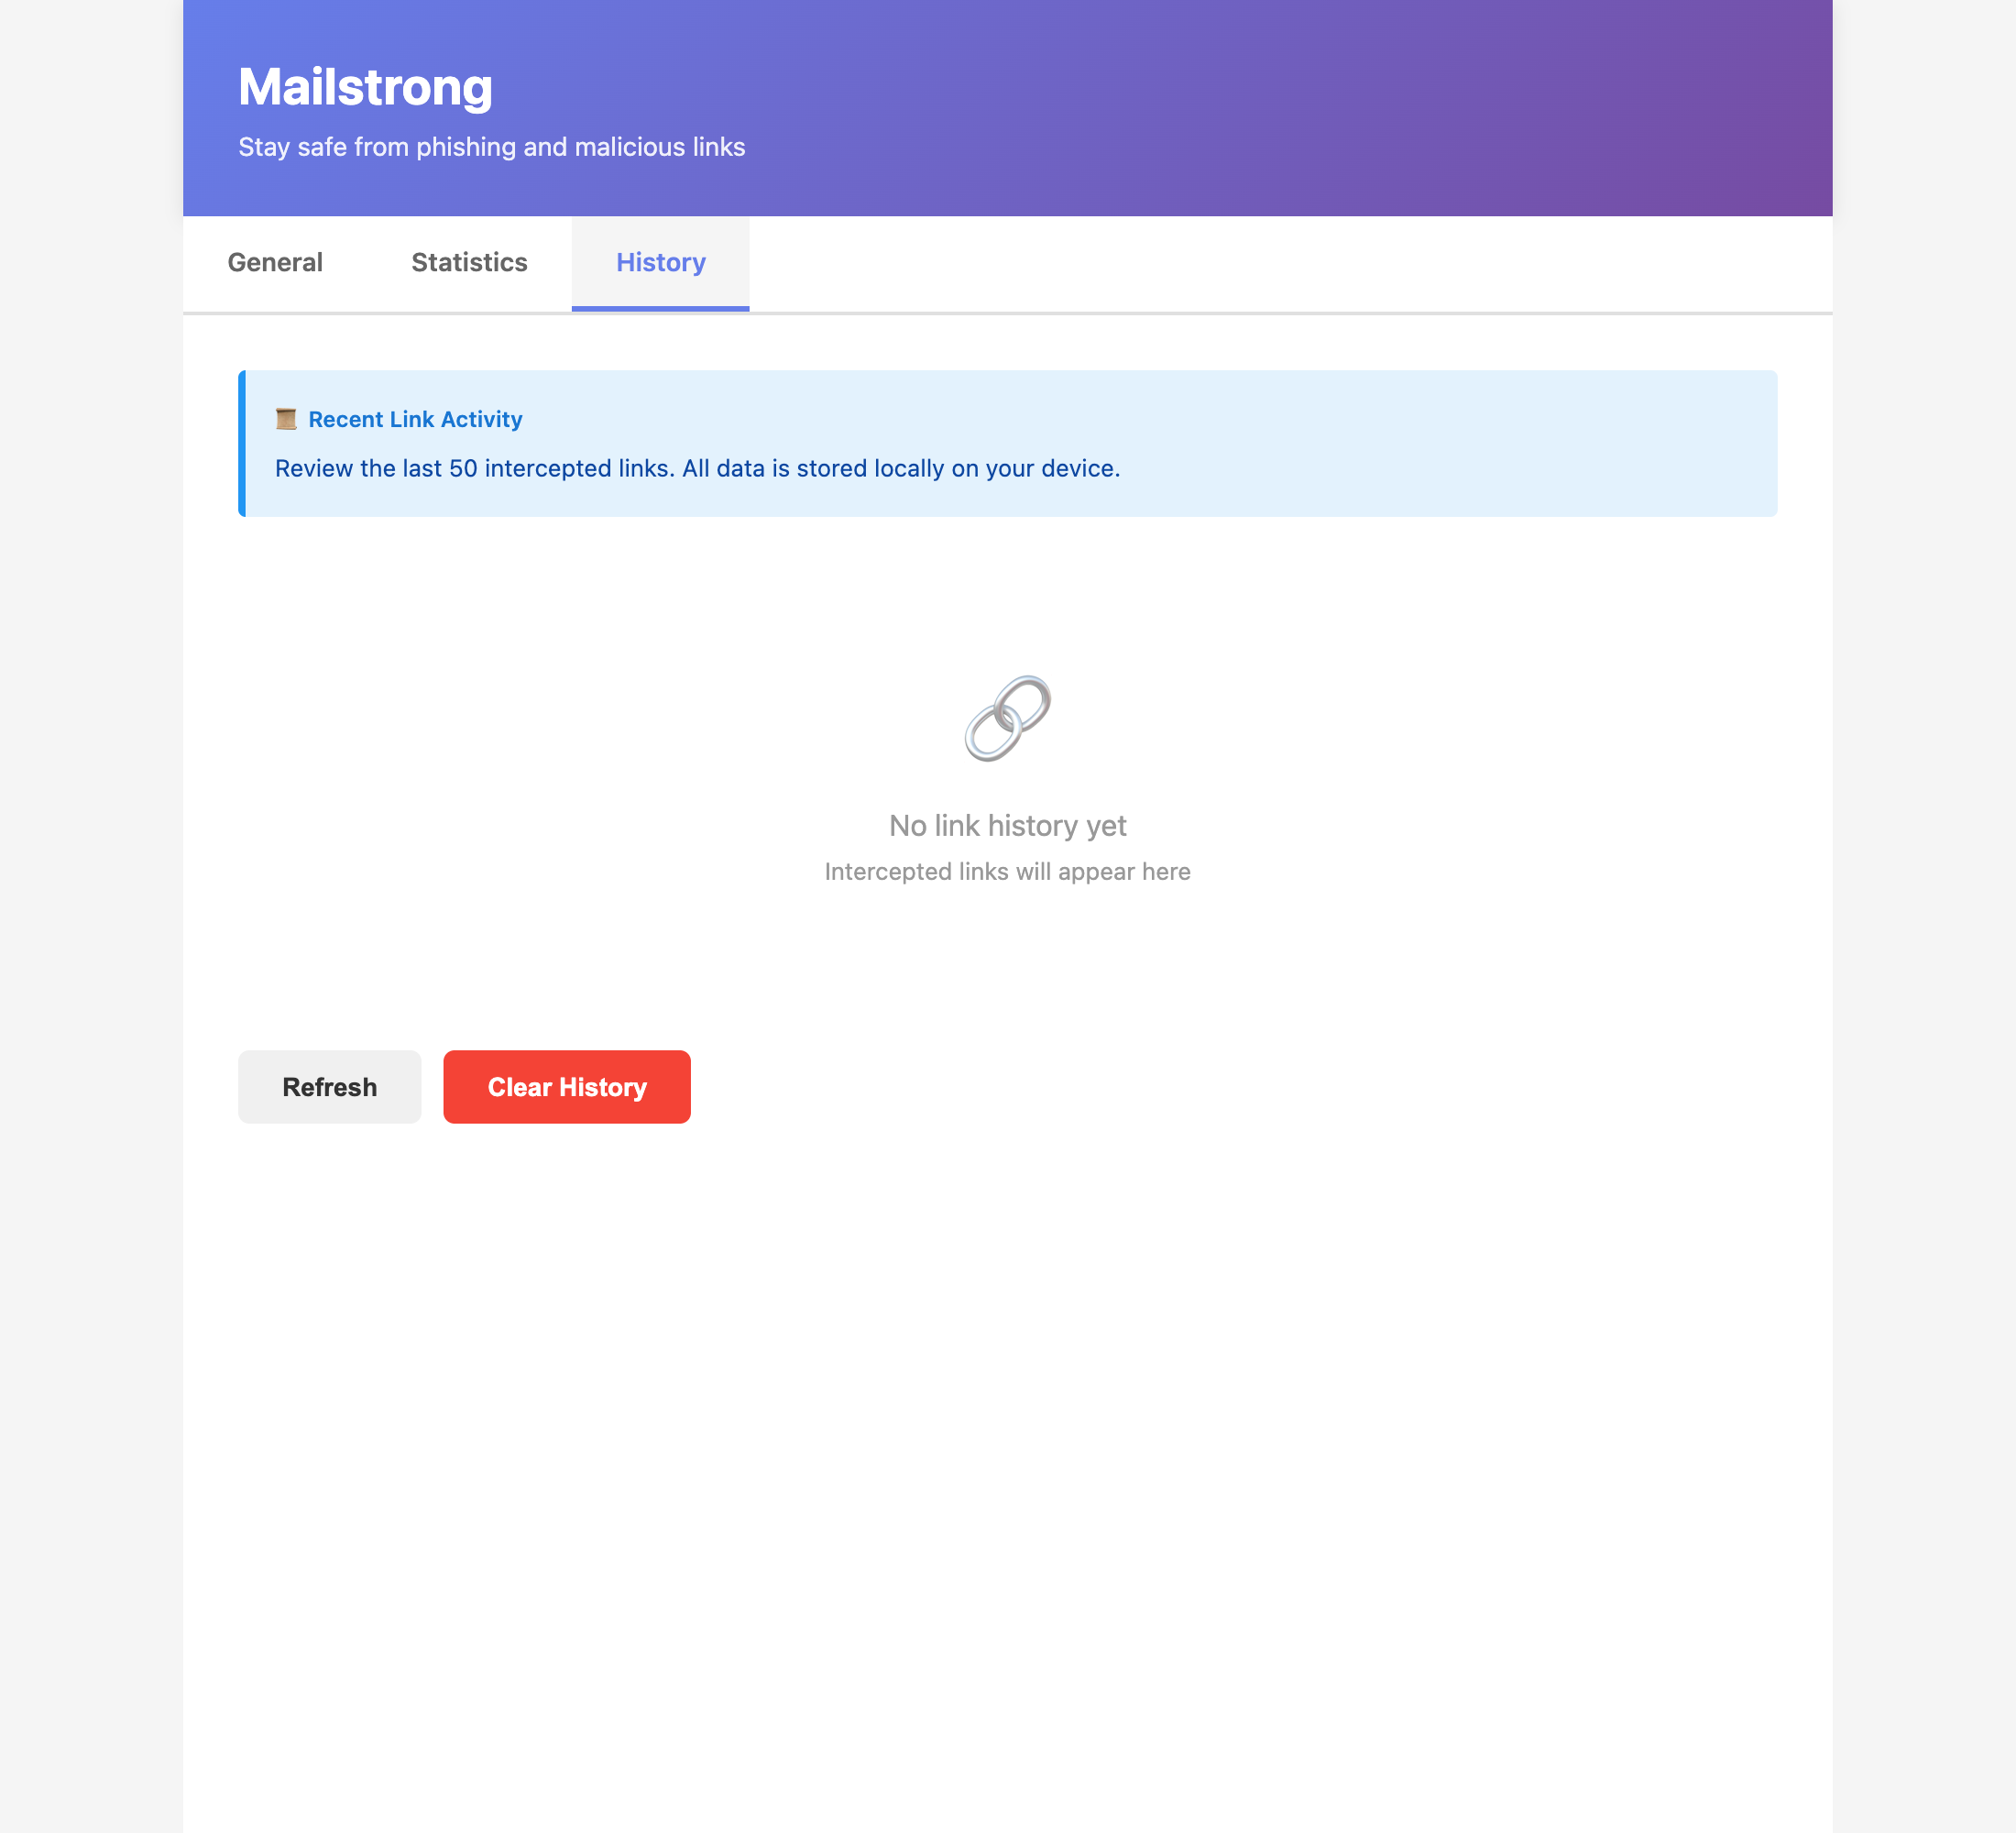 Mailstrong
Stay safe from phishing and malicious links
General
Statistics
History
Recent Link Activity
Review the last 50 intercepted links. All data is stored locally on your device.
No link history yet
Intercepted links will appear here
Refresh
Clear History